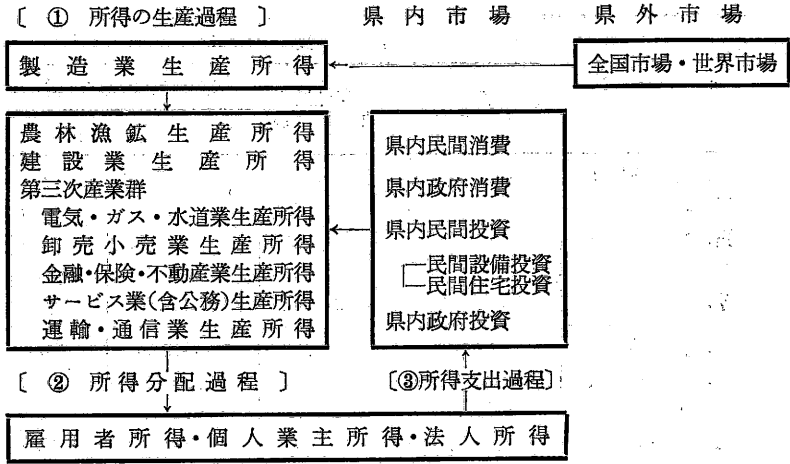 〔 ① 所得の生産過程 〕 県内市場 県外市場
製造業生産所得
全国市場・世界市場
農林漁鉱生産所得
建設業生産所得
第三次産業群
電気・ガス・水道業生産所得
卸売小売業生産所得
金融・保険・不動産業生産所得
サービス業(含公務)生産所得
運輸・通信業生産所得
県内民間消費
県内政府消費
県内民間投資
民間設備投資
民間住宅投資
県内政府投資
〔 ② 所得分配過程 〕
〔③所得支出過程〕
雇用者所得・個人業主所得・法人所得